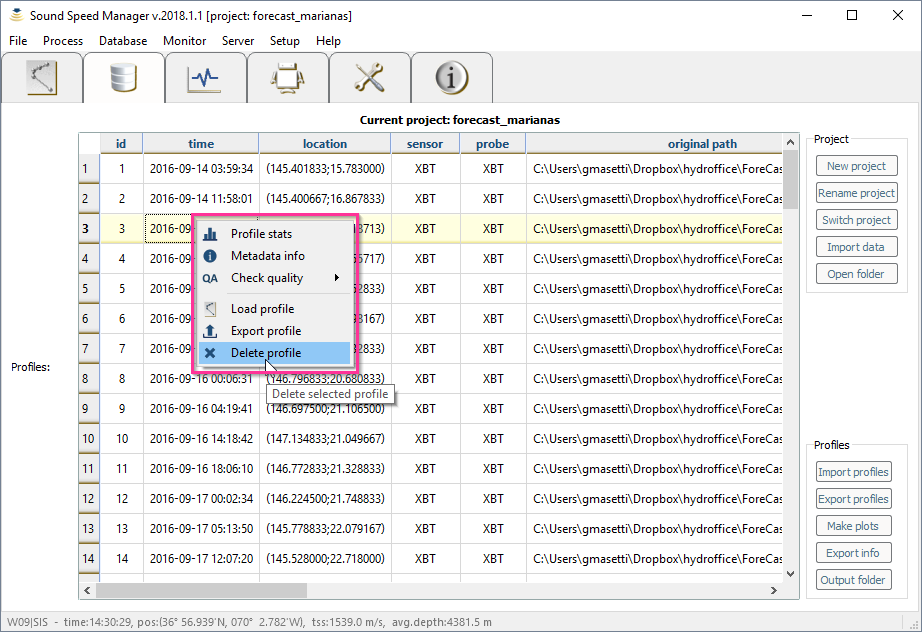 Sound Speed Manager v.2018.1.1 [project: forecast_marianas]
File Process Database Monitor Server Setup Help
Current project: forecast_marianas
id time location sensor probe original path
1 1 2016-09-14 03:59:34 (145.401833;15.783000) XBT XBT C:\Users\gmasetti\Dropbox\hydroffice\ForeCas
2 2 2016-09-14 11:58:01 (145.400667;16.867833) XBT XBT C:\Users\gmasetti\Dropbox\hydroffice\ForeCas
3 3 2016-09 8713) XBT XBT C:\Users\gmasetti\Dropbox\hydroffice\ForeCas
4 4 2016-09- 5717) XBT XBT C:\Users\gmasetti\Dropbox\hydroffice\ForeCas
5 5 2016-09- 2833) XBT XBT C:\Users\gmasetti\Dropbox\hydroffice\ForeCas
6 6 2016-09- 3167) XBT XBT C:\Users\gmasetti\Dropbox\hydroffice\ForeCas
7 7 2016-09- 2833) XBT XBT C:\Users\gmasetti\Dropbox\hydroffice\ForeCas
8 8 2016-09-16 00:06:31 (146.796833;20.680833) XBT XBT C:\Users\gmasetti\Dropbox\hydroffice\ForeCas
9 9 2016-09-16 04:19:41 (146.697500;21.106500) XBT XBT C:\Users\gmasetti\Dropbox\hydroffice\ForeCas
10 10 2016-09-16 14:18:42 (147.134833;21.049667) XBT XBT C:\Users\gmasetti\Dropbox\hydroffice\ForeCas
11 11 2016-09-16 18:06:10 (146.772833;21.328833) XBT XBT C:\Users\gmasetti\Dropbox\hydroffice\ForeCas
12 12 2016-09-17 00:02:34 (146.224500;21.748833) XBT XBT C:\Users\gmasetti\Dropbox\hydroffice\ForeCas
13 13 2016-09-17 05:13:50 (145.778833;22.079167) XBT XBT C:\Users\gmasetti\Dropbox\hydroffice\ForeCas
14 14 2016-09-17 12:07:20 (145.528000;22.718000) XBT XBT C:\Users\gmasetti\Dropbox\hydroffice\ForeCas
Profile stats
Metadata info
QA Check quality
Load profile
Export profile
Delete profile
Delete selected profile
Profiles:
Project
New project
Rename project
Switch project
Import data
Open folder
Profiles
Import profiles
Export profiles
Make plots
Export info
Output folder
W09|SIS - time:14:30:29, pos:(36° 56.939'N, 070° 2.782'W), tss:1539.0 m/s, avg.depth:4381.5 m